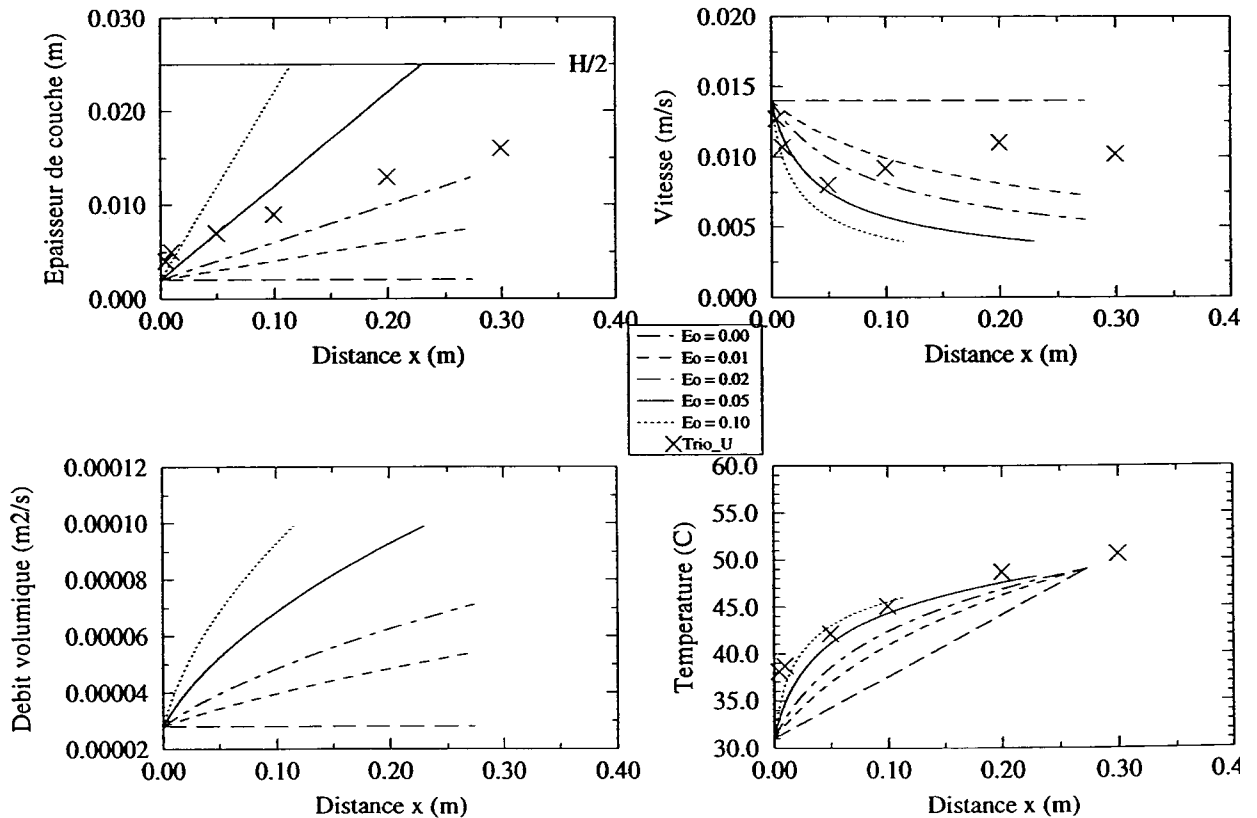 Epaisseur de couche (m)
0.030
0.020
0.010
0.000
H/2
0.00 0.10 0.20 0.30 0.40
Distance x (m)
Vitesse (m/s)
0.020
0.015
0.010
0.005
0.000
0.00 0.10 0.20 0.30 0.4
Distance x (m)
Eo = 0.00
Eo = 0.01
Eo = 0.02
Eo = 0.05
Eo = 0.10
Trio_U
Debit volumique (m2/s)
0.00012
0.00010
0.00008
0.00006
0.00004
0.00002
0.00 0.10 0.20 0.30 0.40
Distance x (m)
Temperature (C)
60.0
55.0
50.0
45.0
40.0
35.0
30.0
0.00 0.10 0.20 0.30 0.4
Distance x (m)